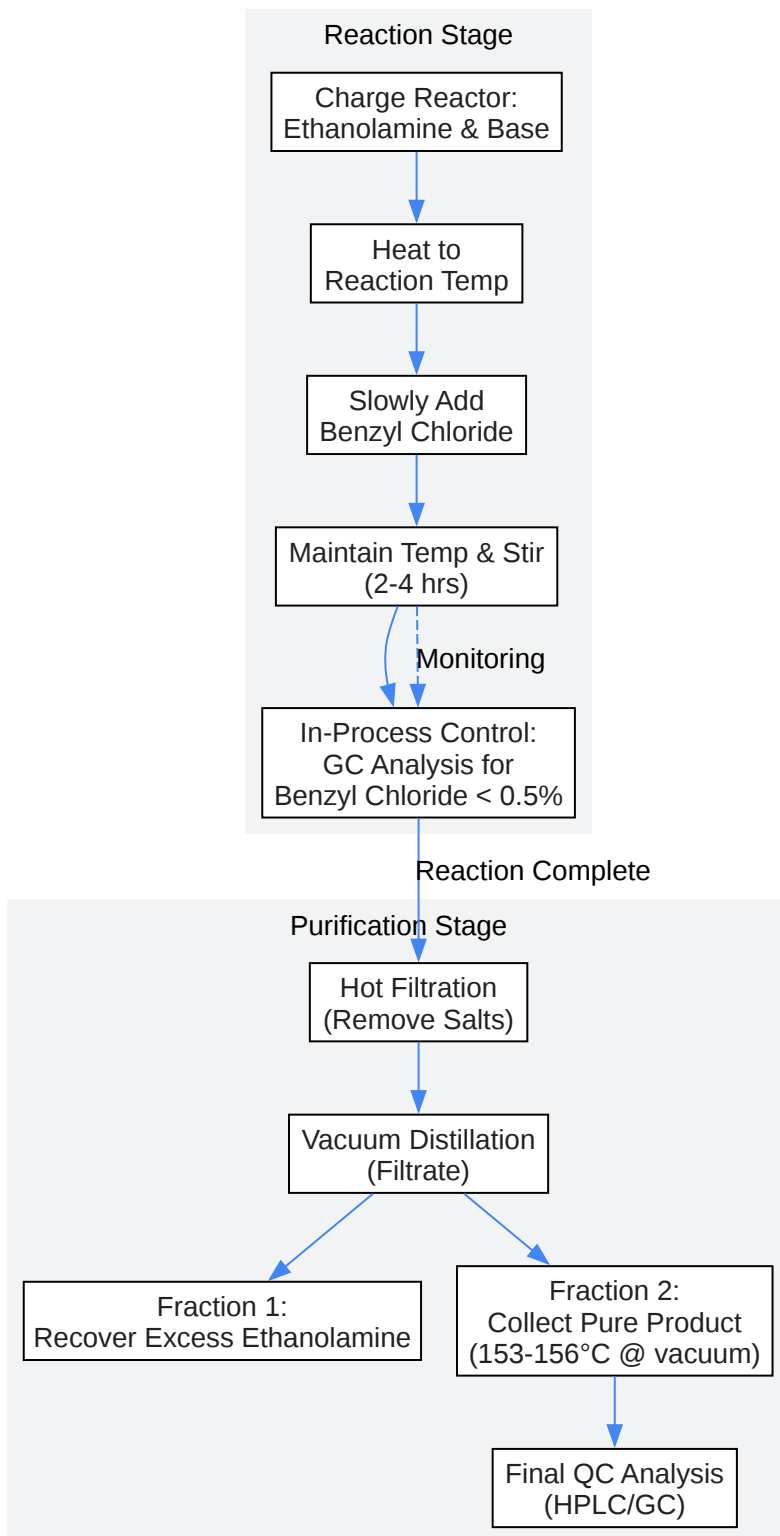 Reaction Stage
Charge Reactor:
Ethanolamine & Base
Heat to
Reaction Temp
Slowly Add
Benzyl Chloride
Maintain Temp & Stir
(2-4 hrs)
Monitoring
In-Process Control:
GC Analysis for
Benzyl Chloride < 0.5%
Reaction Complete
Purification Stage
Hot Filtration
(Remove Salts)
Vacuum Distillation
(Filtrate)
Fraction 1:
Recover Excess Ethanolamine
Fraction 2:
Collect Pure Product
(153-156°C @ vacuum)
Final QC Analysis
(HPLC/GC)